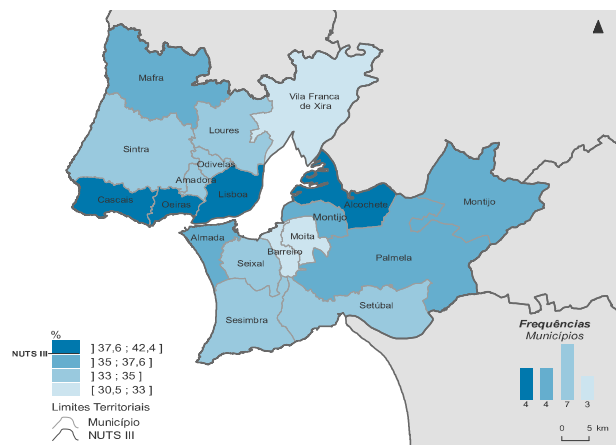 Mafra
Vila Franca
de Xira
Loures
Sintra
Odivelas
Amadora
Cascais
Oeiras
Lisboa
Alcochete
Montijo
Montijo
Almada
Moita
Barreiro
Seixal
Palmela
Sesimbra
Setúbal
%
NUTS III
] 37,6 ; 42,4 ]
] 35 ; 37,6 ]
] 33 ; 35 ]
[ 30,5 ; 33 ]
Limites Territoriais
Município
NUTS III
Frequências
Municípios
4 4 7 3
0 5 km